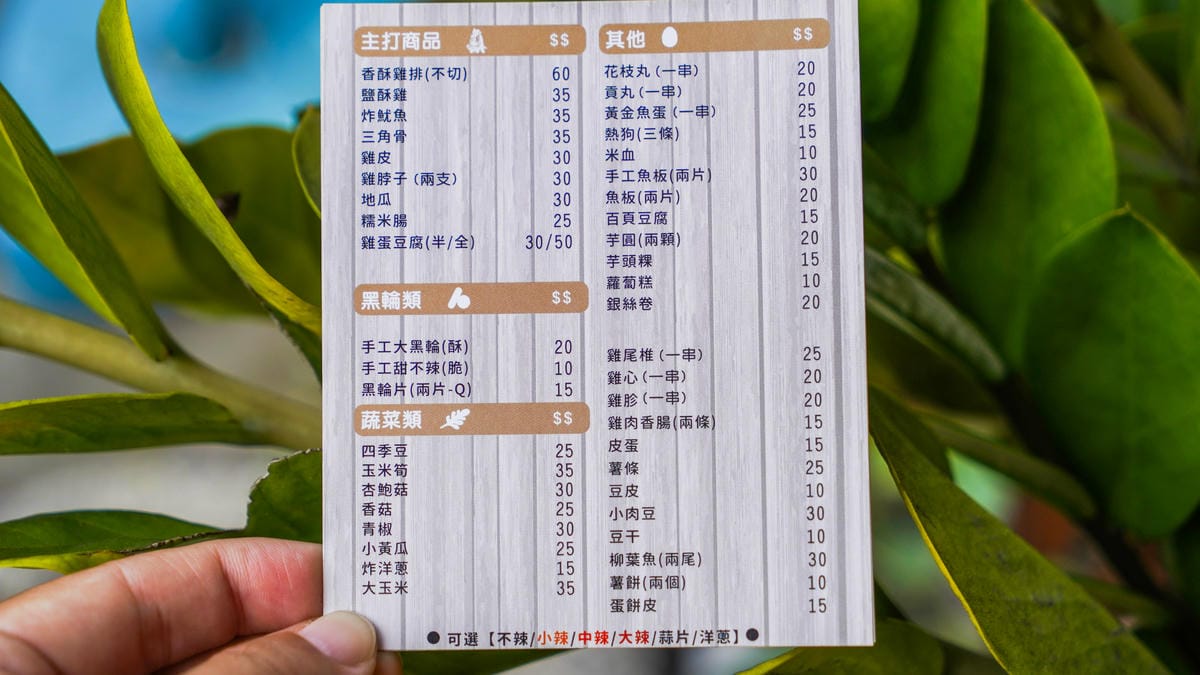 主打商品 $$
香酥雞排(不切) 60
鹽酥雞 35
炸魷魚 35
三角骨 35
雞皮 30
雞脖子(兩支) 30
地瓜 30
糯米腸 25
雞蛋豆腐(半/全) 30/50
黑輪類 $$
手工大黑輪(酥) 20
手工甜不辣(脆) 10
黑輪片(兩片-Q) 15
蔬菜類 $$
四季豆 25
玉米筍 35
杏鮑菇 30
香菇 25
青椒 30
小黃瓜 25
炸洋蔥 15
大玉米 35
其他 $$
花枝丸(一串) 20
貢丸(一串) 20
黃金魚蛋(一串) 25
熱狗(三條) 15
米血 10
手工魚板(兩片) 30
魚板(兩片) 20
百頁豆腐 15
芋圓(兩顆) 20
芋頭粿 15
蘿蔔糕 10
銀絲卷 20
雞尾椎(一串) 25
雞心(一串) 20
雞胗(一串) 20
雞肉香腸(兩條) 15
皮蛋 15
薯條 25
豆皮 10
小肉豆 30
豆干 10
柳葉魚(兩尾) 30
薯餅(兩個) 10
蛋餅皮 15
●可選【不辣/小辣/中辣/大辣/蒜片/洋蔥】●